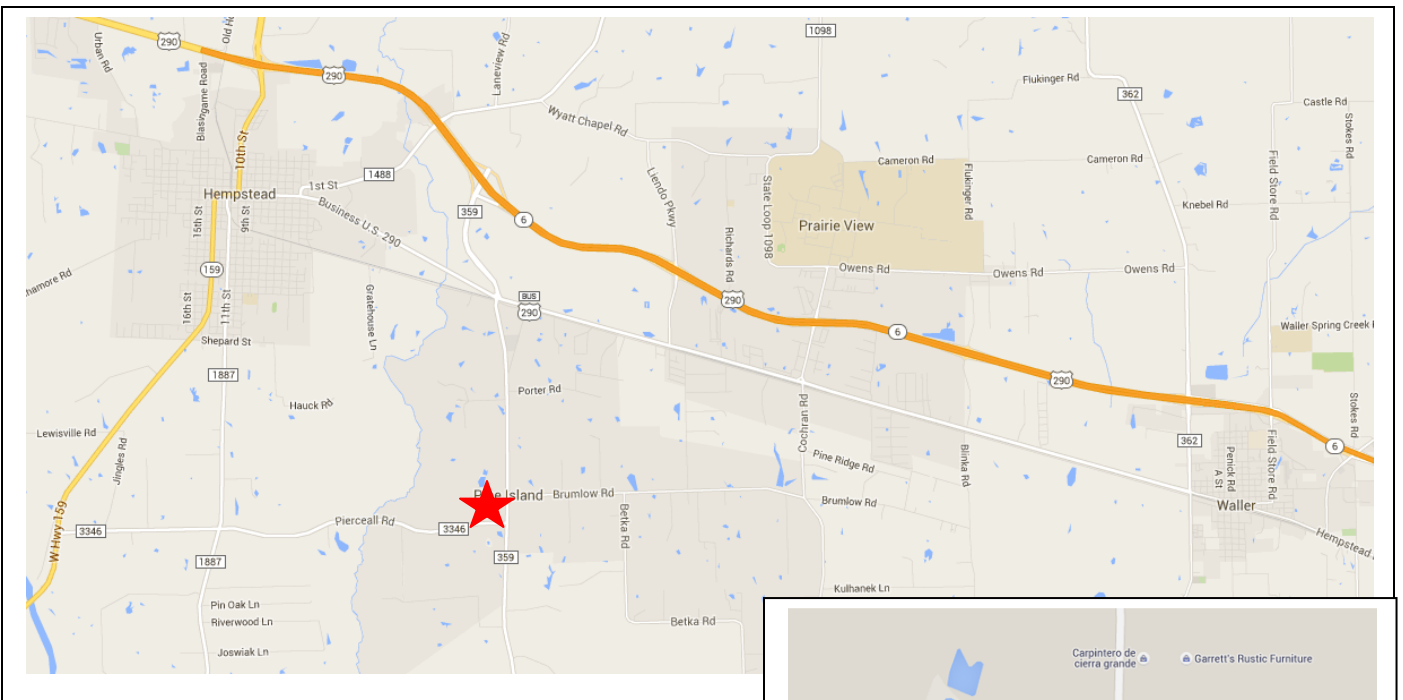 290
Urban Rd
Old H
290
Laneview Rd
1098
Flukinger Rd
362
Castle Rd
Stokes Rd
Blasingame Road
10th St
Wyatt Chapel Rd
Cameron Rd
Cameron Rd
Field Store Rd
Hempstead
1st St
1488
Business U.S. 290
Liendo Pkwy
State Loop 1098
Flukinger Rd
Knebel Rd
15th St
9th St
359
6
Prairie View
Richards Rd
Owens Rd
Owens Rd
Owens Rd
159
hamore Rd
16th St
11th St
Gratehouse Ln
BUS
290
290
6
Waller Spring Creek
Shepard St
1887
Porter Rd
290
Hauck Rd
Lewisville Rd
Jingles Rd
Cochran Rd
Pine Ridge Rd
Blinka Rd
362
Penick Rd
A St
Field Store Rd
Stokes Rd
6
Island
Brumlow Rd
Brumlow Rd
Waller
Betka Rd
W Hwy 159
3346
Pierceall Rd
3346
Hempstead
1887
359
Kulhanek Ln
Pin Oak Ln
Riverwood Ln
Betka Rd
Joswiak Ln
Carpintero de
cierra grande
Garrett's Rustic Furniture